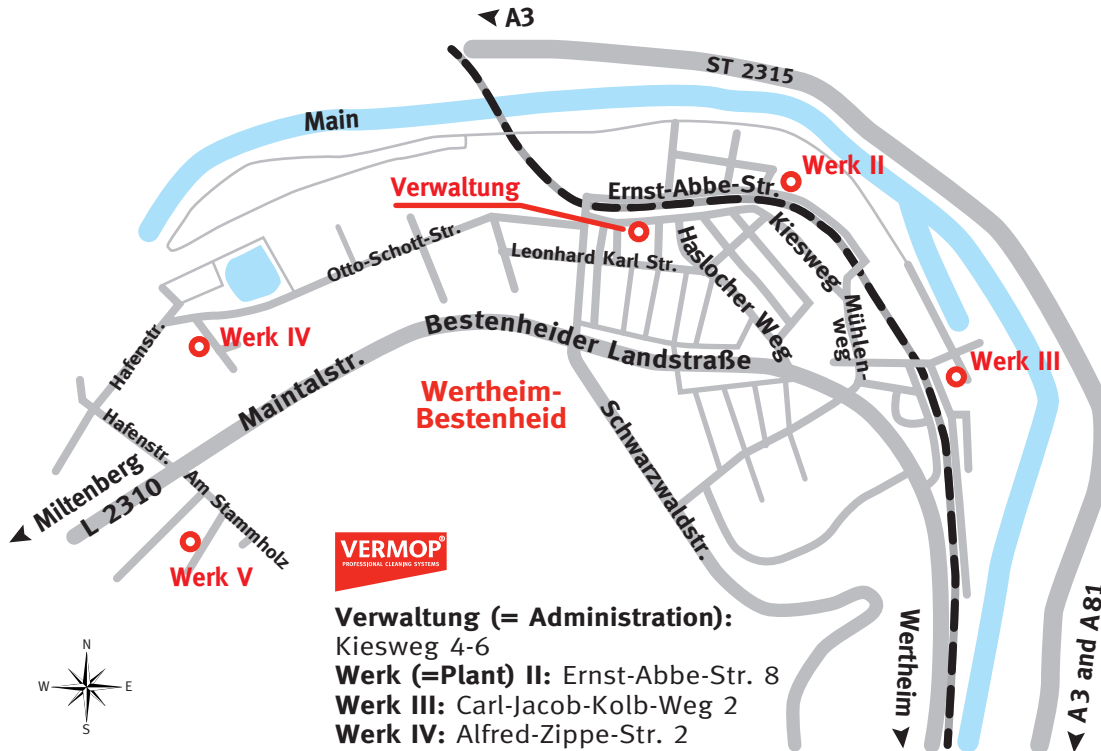 A3
ST 2315
Main
Werk II
Verwaltung
Ernst-Abbe-Str.
Otto-Schott-Str.
Leonhard Karl Str.
Haslocher Weg
Kiesweg
Mühlen-
weg
Hafenstr.
Werk IV
Bestenheider Landstraße
Maintalstr.
Werk III
Wertheim-
Bestenheid
Schwarzwaldstr.
Hafenstr.
Am Stammholz
Miltenberg
L 2310
Werk V
VERMOP®
PROFESSIONAL CLEANING SYSTEMS
Wertheim
A3 and A81
N
W
E
S
Verwaltung (= Administration):
Kiesweg 4-6
Werk (=Plant) II: Ernst-Abbe-Str. 8
Werk III: Carl-Jacob-Kolb-Weg 2
Werk IV: Alfred-Zippe-Str. 2